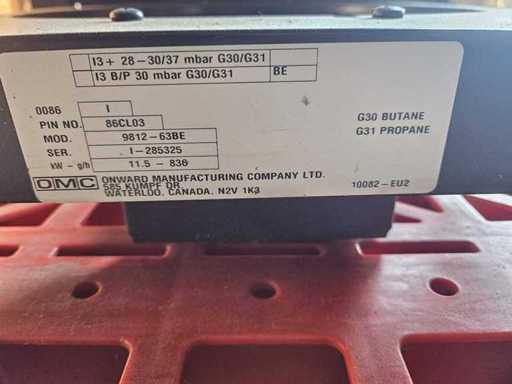 I3+ 28-30/37 mbar G30/G31
I3 B/P 30 mbar G30/G31 BE
0086 I
PIN NO. 86CL03
MOD. 9812-63BE
SER. I-285325
kW - g/h 11.5 - 836
G30 BUTANE
G31 PROPANE
OMC ONWARD MANUFACTURING COMPANY LTD.
585 KUMPF DR.
WATERLOO, CANADA, N2V 1K3
10082-EU2